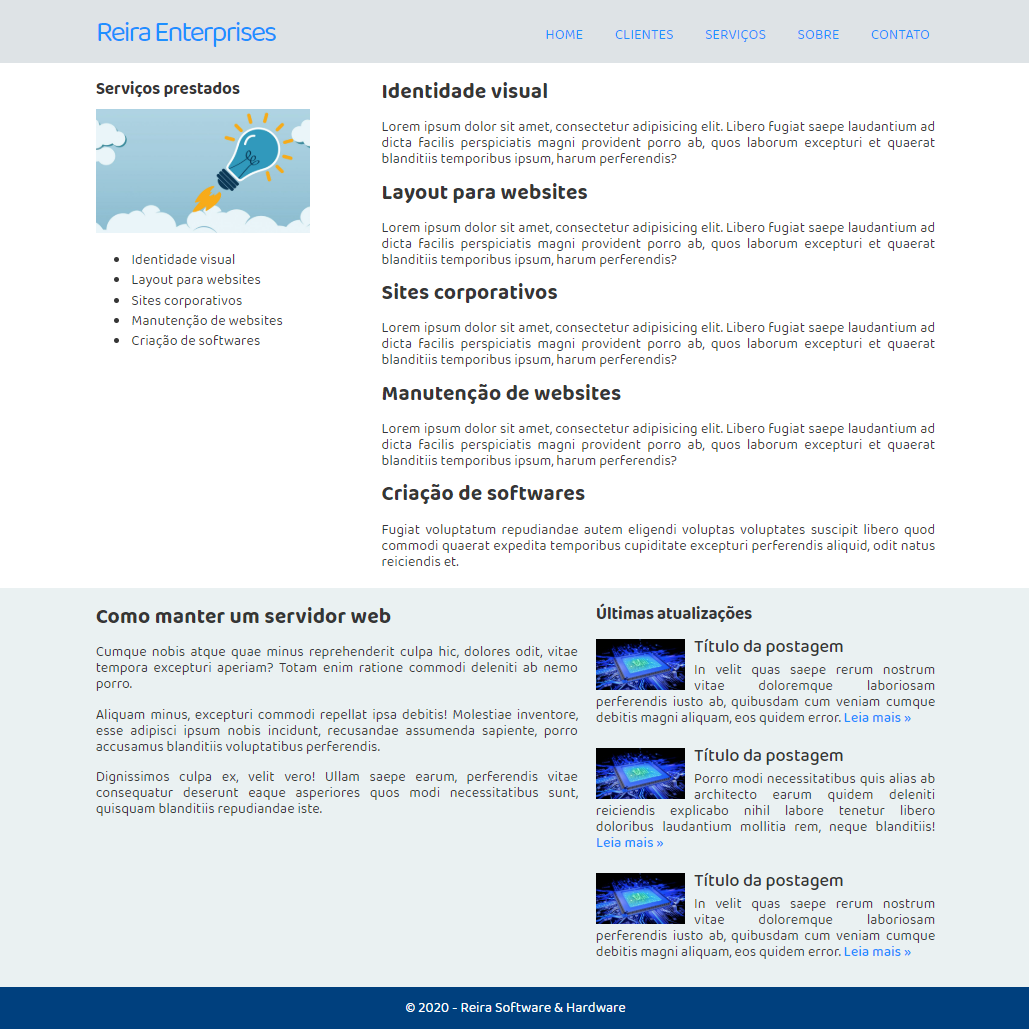 Reira Enterprises
HOME CLIENTES SERVIÇOS SOBRE CONTATO
Serviços prestados
Identidade visual
Layout para websites
Sites corporativos
Manutenção de websites
Criação de softwares
Identidade visual
Lorem ipsum dolor sit amet, consectetur adipisicing elit. Libero fugiat saepe laudantium ad
dicta facilis perspiciatis magni provident porro ab, quos laborum excepturi et quaerat
blanditiis temporibus ipsum, harum perferendis?
Layout para websites
Lorem ipsum dolor sit amet, consectetur adipisicing elit. Libero fugiat saepe laudantium ad
dicta facilis perspiciatis magni provident porro ab, quos laborum excepturi et quaerat
blanditiis temporibus ipsum, harum perferendis?
Sites corporativos
Lorem ipsum dolor sit amet, consectetur adipisicing elit. Libero fugiat saepe laudantium ad
dicta facilis perspiciatis magni provident porro ab, quos laborum excepturi et quaerat
blanditiis temporibus ipsum, harum perferendis?
Manutenção de websites
Lorem ipsum dolor sit amet, consectetur adipisicing elit. Libero fugiat saepe laudantium ad
dicta facilis perspiciatis magni provident porro ab, quos laborum excepturi et quaerat
blanditiis temporibus ipsum, harum perferendis?
Criação de softwares
Fugiat voluptatum repudiandae autem eligendi voluptas voluptates suscipit libero quod
commodi quaerat expedita temporibus cupiditate excepturi perferendis aliquid, odit natus
reiciendis et.
Como manter um servidor web
Cumque nobis atque quae minus reprehenderit culpa hic, dolores odit, vitae
tempora excepturi aperiam? Totam enim ratione commodi deleniti ab nemo
porro.
Aliquam minus, excepturi commodi repellat ipsa debitis! Molestiae inventore,
esse adipisci ipsum nobis incidunt, recusandae assumenda sapiente, porro
accusamus blanditiis voluptatibus perferendis.
Dignissimos culpa ex, velit vero! Ullam saepe earum, perferendis vitae
consequatur deserunt eaque asperiores quos modi necessitatibus sunt,
quisquam blanditiis repudiandae iste.
Últimas atualizações
Título da postagem
In velit quas saepe rerum nostrum
vitae doloremque laboriosam
perferendis iusto ab, quibusdam cum veniam cumque
debitis magni aliquam, eos quidem error. Leia mais »
Título da postagem
Porro modi necessitatibus quis alias ab
architecto earum quidem deleniti
reiciendis explicabo nihil labore tenetur libero
doloribus laudantium mollitia rem, neque blanditiis!
Leia mais »
Título da postagem
In velit quas saepe rerum nostrum
vitae doloremque laboriosam
perferendis iusto ab, quibusdam cum veniam cumque
debitis magni aliquam, eos quidem error. Leia mais »
© 2020 - Reira Software & Hardware